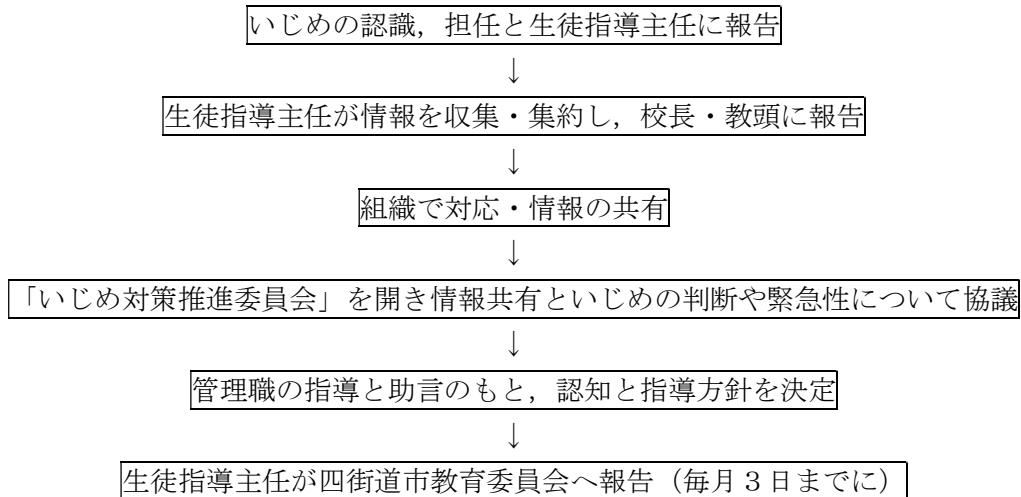 いじめの認識，担任と生徒指導主任に報告
↓
生徒指導主任が情報を収集・集約し，校長・教頭に報告
↓
組織で対応・情報の共有
↓
「いじめ対策推進委員会」を開き情報共有といじめの判断や緊急性について協議
↓
管理職の指導と助言のもと，認知と指導方針を決定
↓
生徒指導主任が四街道市教育委員会へ報告（毎月３日までに）